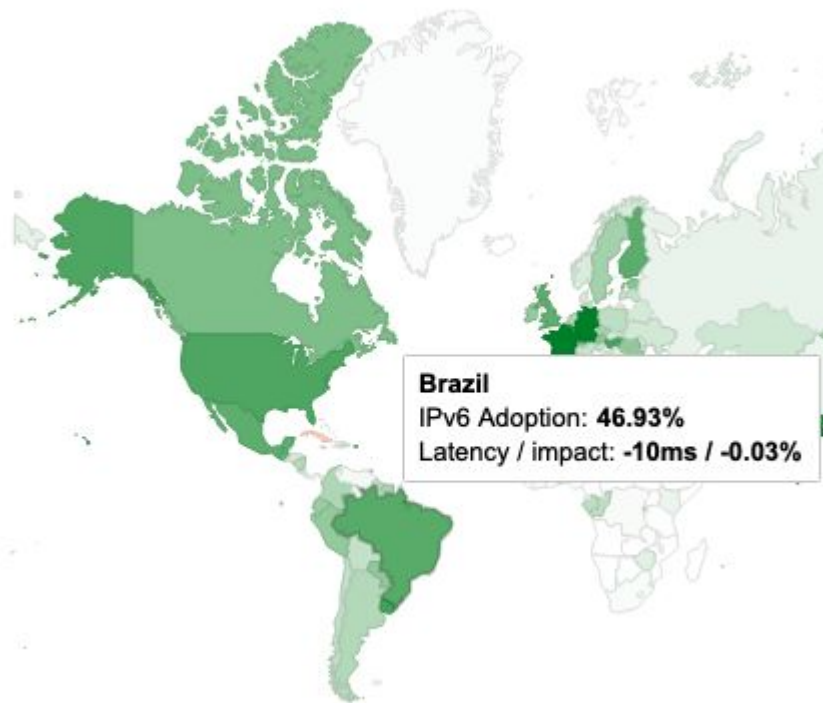 Brazil
IPv6 Adoption: 46.93%
Latency / impact: -10ms / -0.03%